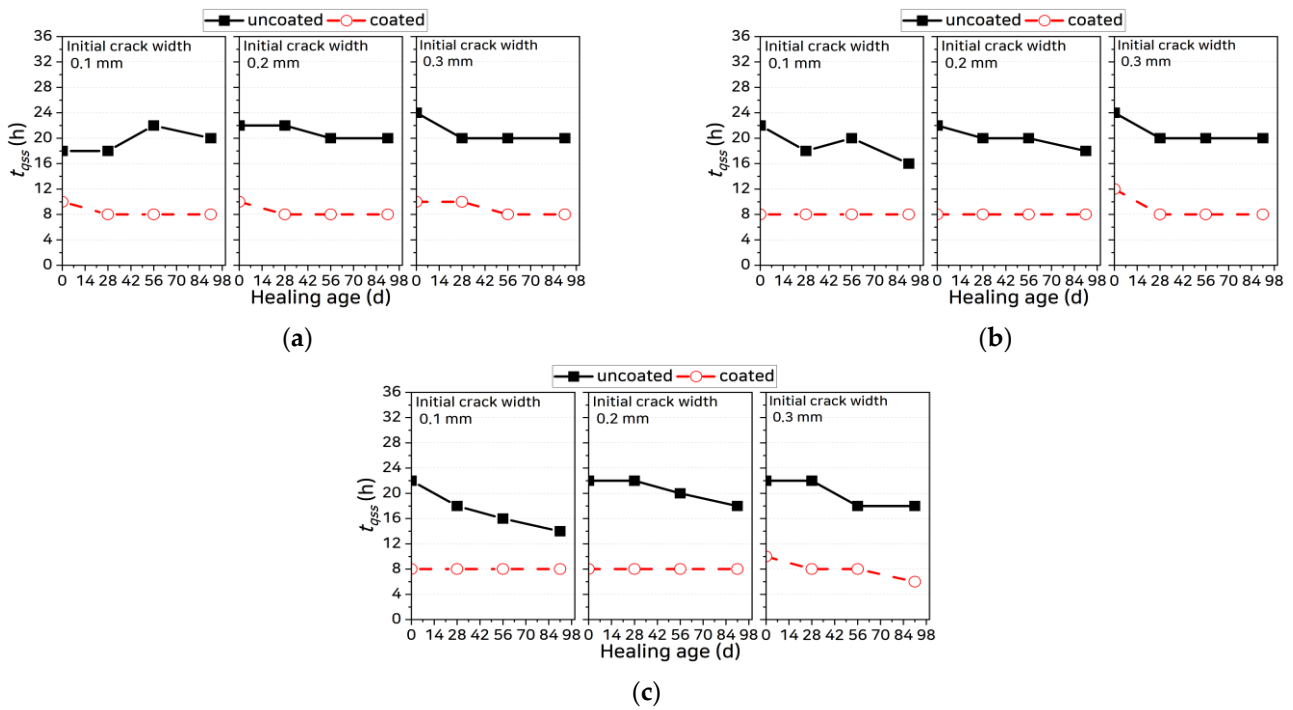 uncoated coated
Initial crack width 0.1 mm
Initial crack width 0.2 mm
Initial crack width 0.3 mm
36
32
28
24
20
16
12
8
4
0
t_qss (h)
0 14 28 42 56 70 84 98
0 14 28 42 56 70 84 98
0 14 28 42 56 70 84 98
Healing age (d)
(a)
uncoated coated
Initial crack width 0.1 mm
Initial crack width 0.2 mm
Initial crack width 0.3 mm
36
32
28
24
20
16
12
8
4
0
t_qss (h)
0 14 28 42 56 70 84 98
0 14 28 42 56 70 84 98
0 14 28 42 56 70 84 98
Healing age (d)
(b)
uncoated coated
Initial crack width 0.1 mm
Initial crack width 0.2 mm
Initial crack width 0.3 mm
36
32
28
24
20
16
12
8
4
0
t_qss (h)
0 14 28 42 56 70 84 98
0 14 28 42 56 70 84 98
0 14 28 42 56 70 84 98
Healing age (d)
(c)